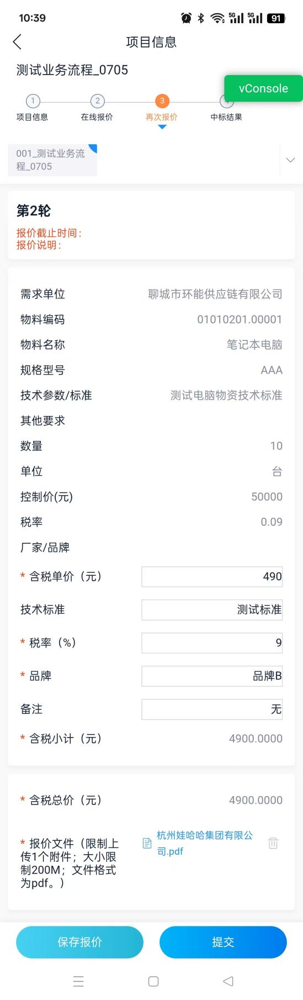 10:39
5G 5G 91
项目信息
测试业务流程_0705
vConsole
1 2 3 4
项目信息 在线报价 再次报价 中标结果
001_测试业务流
程_0705
第2轮
报价截止时间:
报价说明:
需求单位 聊城市环能供应链有限公司
物料编码 01010201.00001
物料名称 笔记本电脑
规格型号 AAA
技术参数/标准 测试电脑物资技术标准
其他要求
数量 10
单位 台
控制价(元) 50000
税率 0.09
厂家/品牌
* 含税单价（元） 490
技术标准 测试标准
* 税率（%） 9
* 品牌 品牌B
备注 无
* 含税小计（元） 4900.0000
* 含税总价（元） 4900.0000
* 报价文件（限制上
传1个附件；大小限
制200M；文件格式
为pdf。）
杭州娃哈哈集团有限公
司.pdf
保存报价 提交